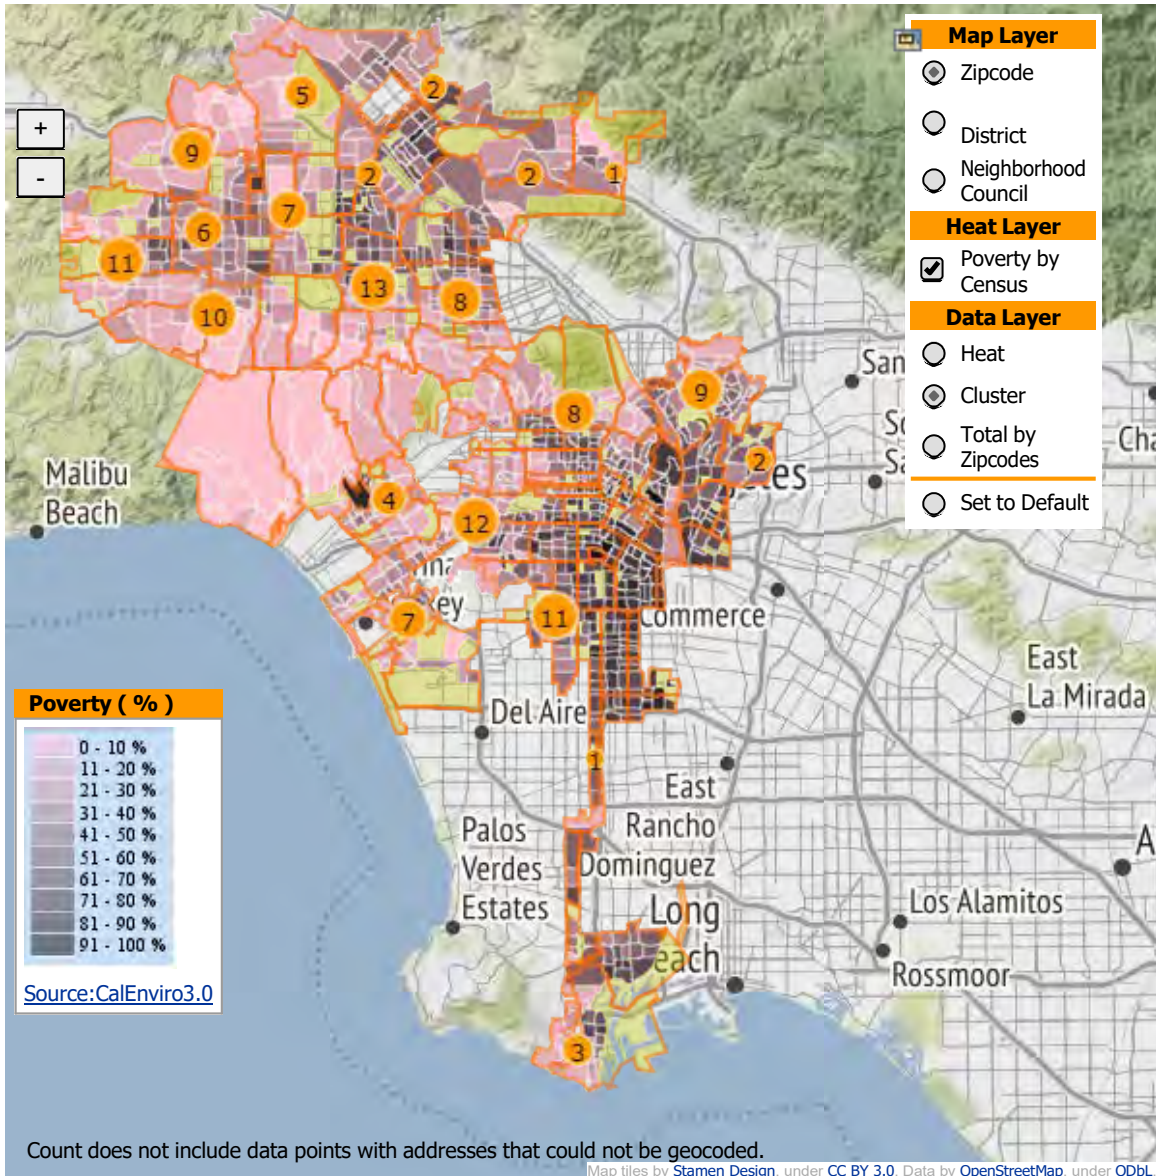 Map Layer
Zipcode
District
Neighborhood
Council
Heat Layer
Poverty by
Census
Data Layer
Heat
Cluster
Total by
Zipcodes
Set to Default
+
-
5
2
9
2
2
1
7
6
11
13
8
10
San
9
8
2
Cha
Malibu
Beach
4
12
7
11
Commerce
East
La Mirada
Del Aire
1
East
Rancho
Dominguez
Palos
Verdes
Estates
A
Long
each
Los Alamitos
Rossmoor
3
Poverty ( % )
0 - 10 %
11 - 20 %
21 - 30 %
31 - 40 %
41 - 50 %
51 - 60 %
61 - 70 %
71 - 80 %
81 - 90 %
91 - 100 %
Source:CalEnviro3.0
Count does not include data points with addresses that could not be geocoded.
Map tiles by Stamen Design, under CC BY 3.0. Data by OpenStreetMap, under ODbL.